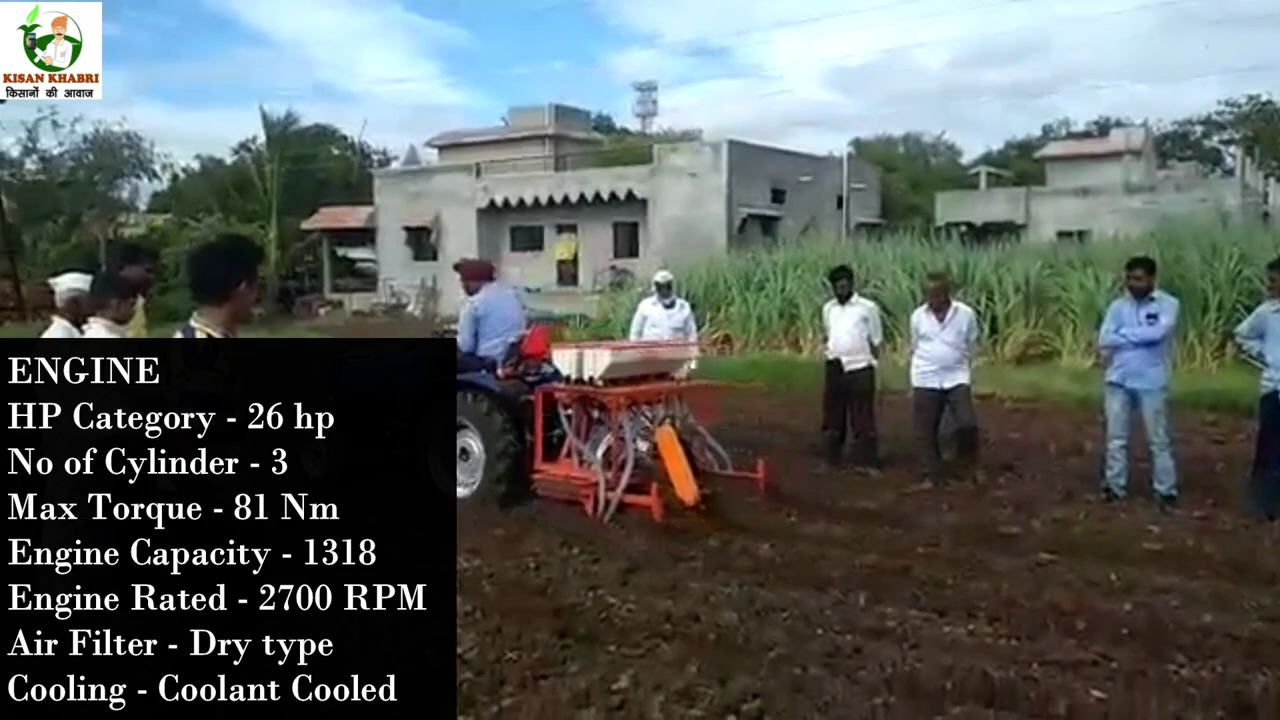 KISAN KHABRI
किसानों की आवाज
ENGINE
HP Category - 26 hp
No of Cylinder - 3
Max Torque - 81 Nm
Engine Capacity - 1318
Engine Rated - 2700 RPM
Air Filter - Dry type
Cooling - Coolant Cooled